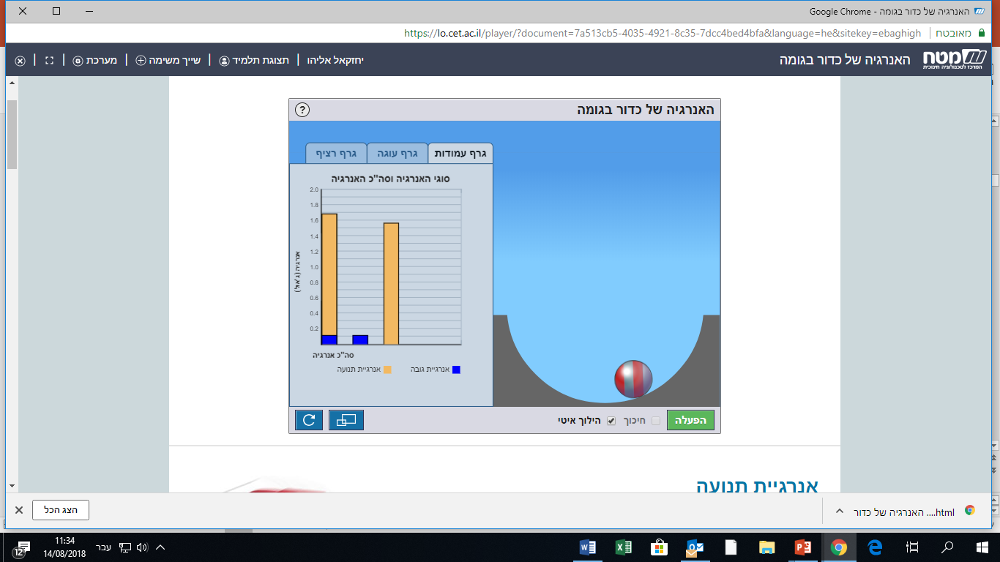 האנרגיה של כדור בגומה - Google Chrome
מאובטח
https://lo.cet.ac.il/player/?document=7a513cb5-4035-4921-8c35-7dcc4bed4bfa&language=he&sitekey=ebaghigh
מטח
המרכז לטכנולוגיה חינוכית
האנרגיה של כדור בגומה
יחזקאל אליהו
תצוגת תלמיד
שייך משימה
מערכת
האנרגיה של כדור בגומה
?
גרף עמודות
גרף עוגה
גרף רציף
סוגי האנרגיה וסה"כ האנרגיה
2.0
1.8
1.6
1.4
1.2
1.0
0.8
0.6
0.4
0.2
אנרגיה (ג'אול)
סה"כ אנרגיה
אנרגיית גובה
אנרגיית תנועה
הפעלה
חיכוך
הילוך איטי
אנרגיית תנועה
האנרגיה של כדור ....html
הצג הכל
11:34
14/08/2018
עבר
12